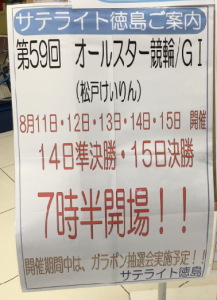 サテライト徳島ご案内
第59回 オールスター競輪/GⅠ
(松戸けいりん)
8月11日・12日・13日・14日・15日 開催
14日準決勝・15日決勝
7時半開場!!
開催期間中は、ガラポン抽選会実施予定!!
サテライト徳島